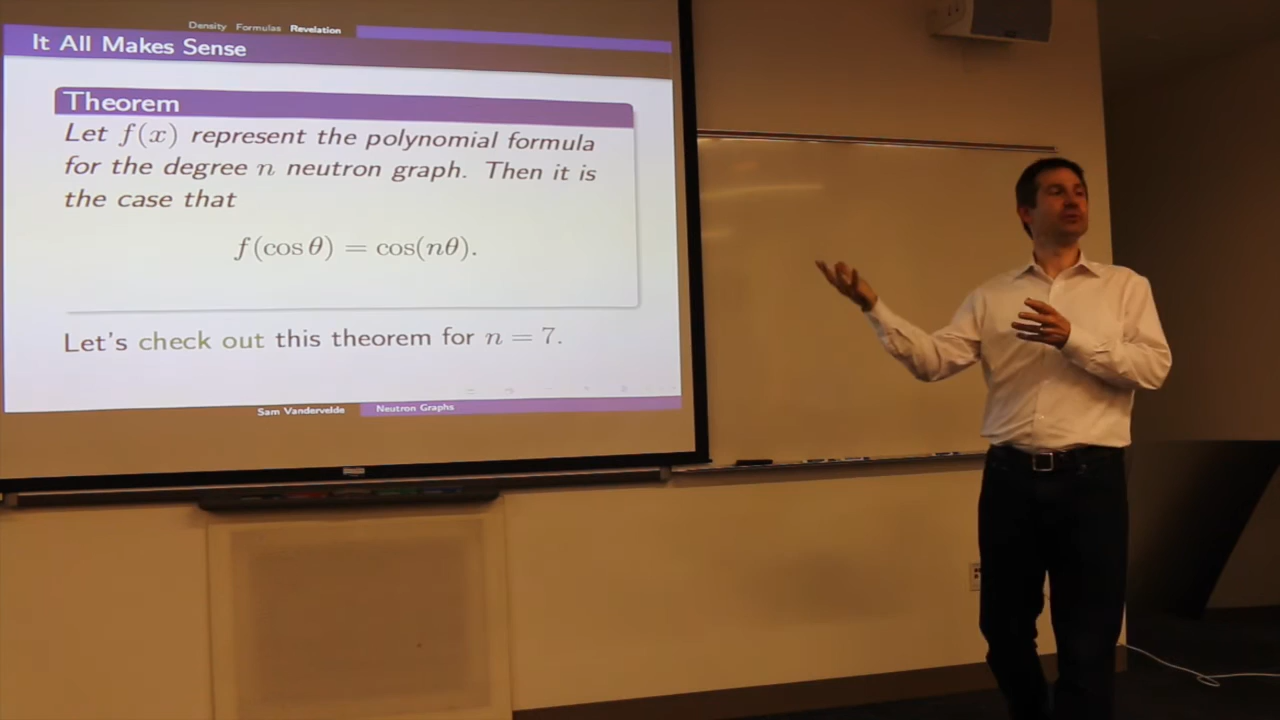 Density Formulas Revelation
It All Makes Sense
Theorem
Let f(x) represent the polynomial formula
for the degree n neutron graph. Then it is
the case that
f(cos θ) = cos(nθ).
Let's check out this theorem for n = 7.
Sam Vandervelde Neutron Graphs